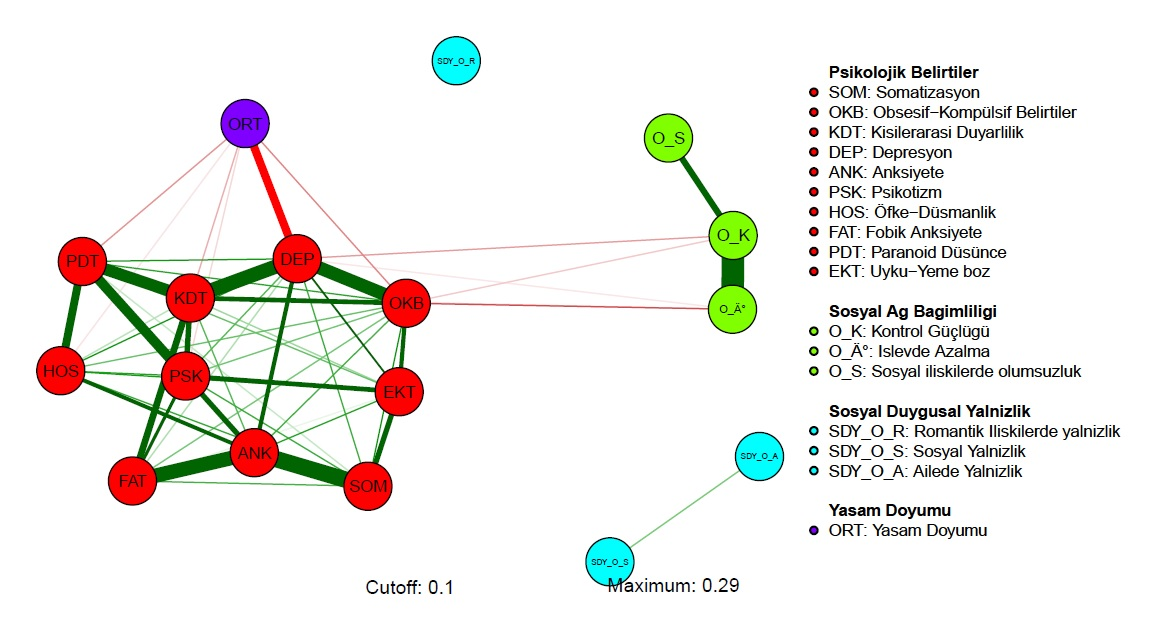 SDY_O_R
ORT
O_S
O_K
PDT
DEP
KDT
OKB
O_Ä°
HOS
PSK
EKT
ANK
SDY_O_A
FAT
SOM
SDY_O_S
Cutoff: 0.1
Maximum: 0.29
Psikolojik Belirtiler
SOM: Somatizasyon
OKB: Obsesif−Kompülsif Belirtiler
KDT: Kisilerarasi Duyarlilik
DEP: Depresyon
ANK: Anksiyete
PSK: Psikotizm
HOS: Öfke−Düsmanlik
FAT: Fobik Anksiyete
PDT: Paranoid Düsünce
EKT: Uyku−Yeme boz
Sosyal Ag Bagimliligi
O_K: Kontrol Güçlügü
O_Ä°: Islevde Azalma
O_S: Sosyal iliskilerde olumsuzluk
Sosyal Duygusal Yalnizlik
SDY_O_R: Romantik Iliskilerde yalnizlik
SDY_O_S: Sosyal Yalnizlik
SDY_O_A: Ailede Yalnizlik
Yasam Doyumu
ORT: Yasam Doyumu